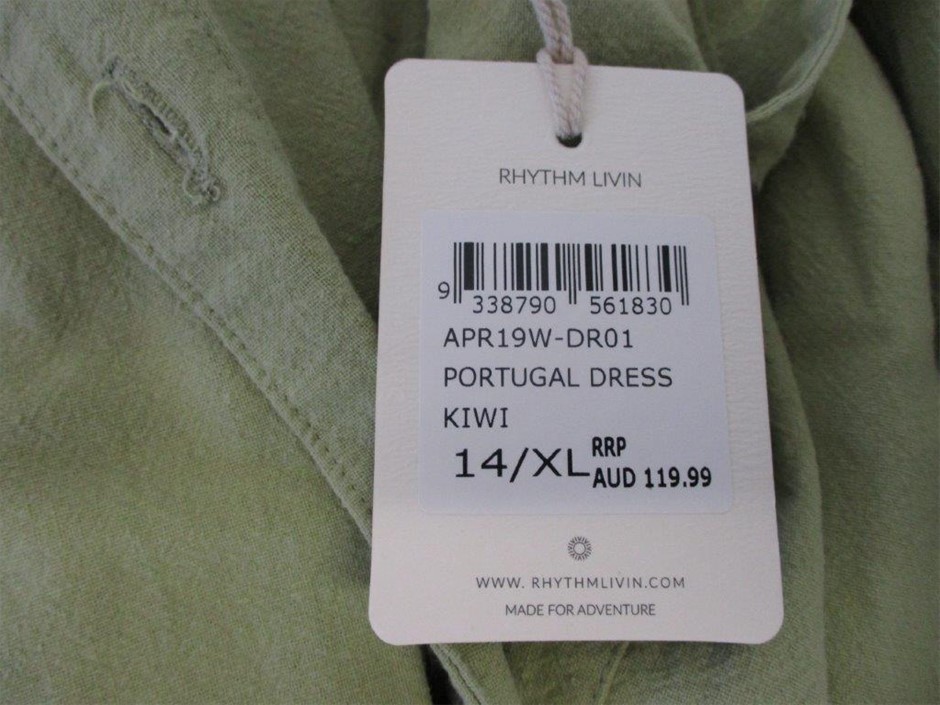 RHYTHM LIVIN
9 338790 561830
APR19W-DR01
PORTUGAL DRESS
KIWI
14/XL RRP
AUD 119.99
WWW. RHYTHMLIVIN.COM
MADE FOR ADVENTURE